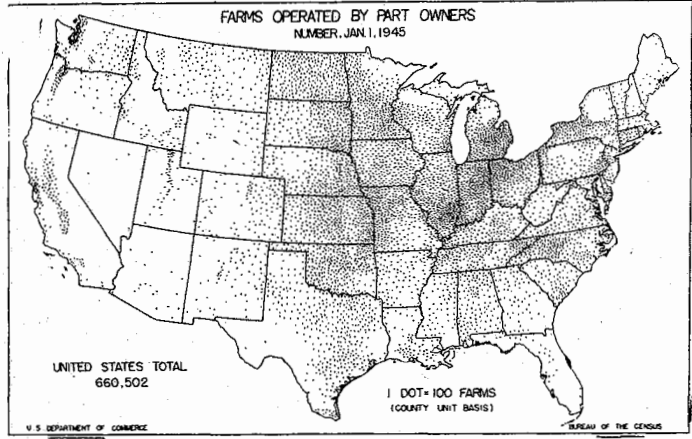 FARMS OPERATED BY PART OWNERS
NUMBER, JAN. 1, 1945
UNITED STATES TOTAL
660,502
1 DOT=100 FARMS
(COUNTY UNIT BASIS)
U.S. DEPARTMENT OF COMMERCE
BUREAU OF THE CENSUS